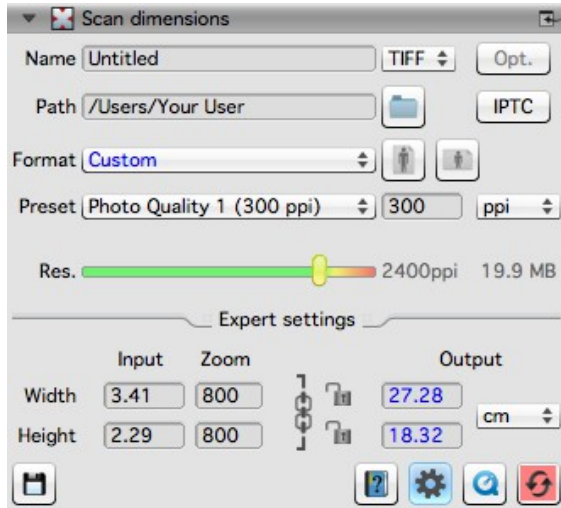 Scan dimensions
Name Untitled TIFF Opt.
Path /Users/Your User IPTC
Format Custom
Preset Photo Quality 1 (300 ppi) 300 ppi
Res. 2400ppi 19.9 MB
Expert settings
Input Zoom Output
Width 3.41 800 27.28
cm
Height 2.29 800 18.32
?